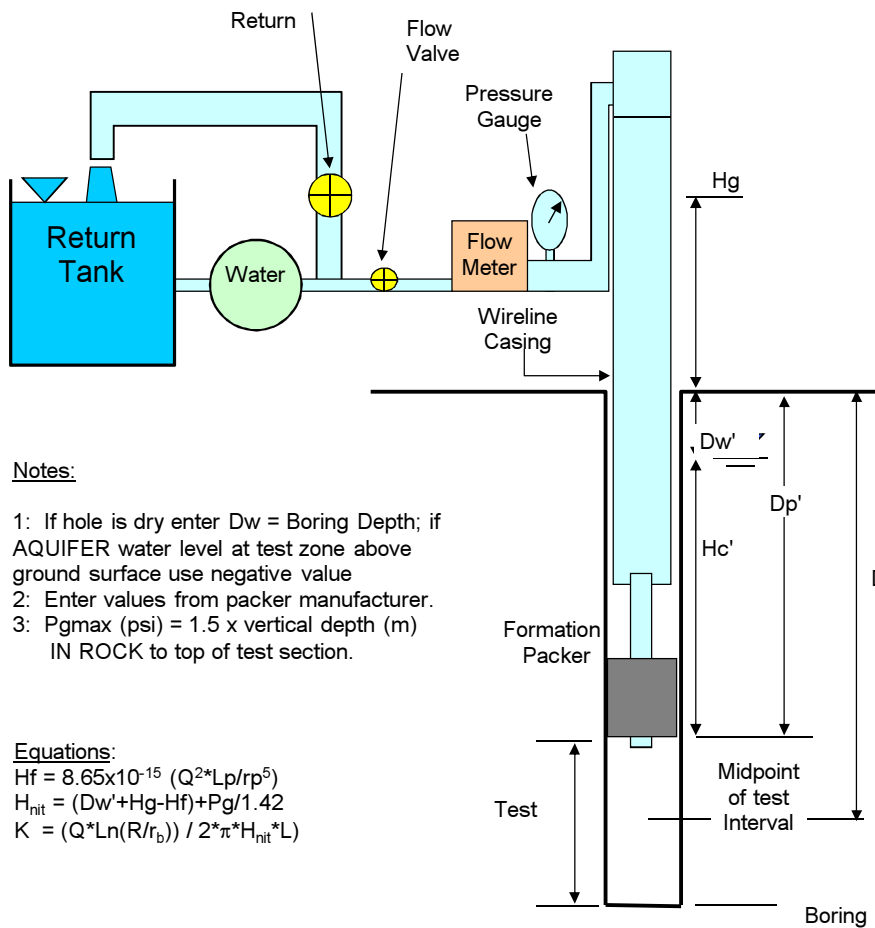 Return
Flow
Valve
Pressure
Gauge
Hg
Return
Tank
Water
Flow
Meter
Wireline
Casing
Dw'
Dp'
Hc'
Notes:
1: If hole is dry enter Dw = Boring Depth; if
AQUIFER water level at test zone above
ground surface use negative value
2: Enter values from packer manufacturer.
3: Pgmax (psi) = 1.5 x vertical depth (m)
IN ROCK to top of test section.
Formation
Packer
Equations:
Hf = 8.65x10⁻¹⁵ (Q²*Lp/rp⁵)
Hₙᵢₜ = (Dw'+Hg-Hf)+Pg/1.42
K = (Q*Ln(R/r_b)) / 2*π*Hₙᵢₜ*L)
Test
Midpoint
of test
Interval
Boring